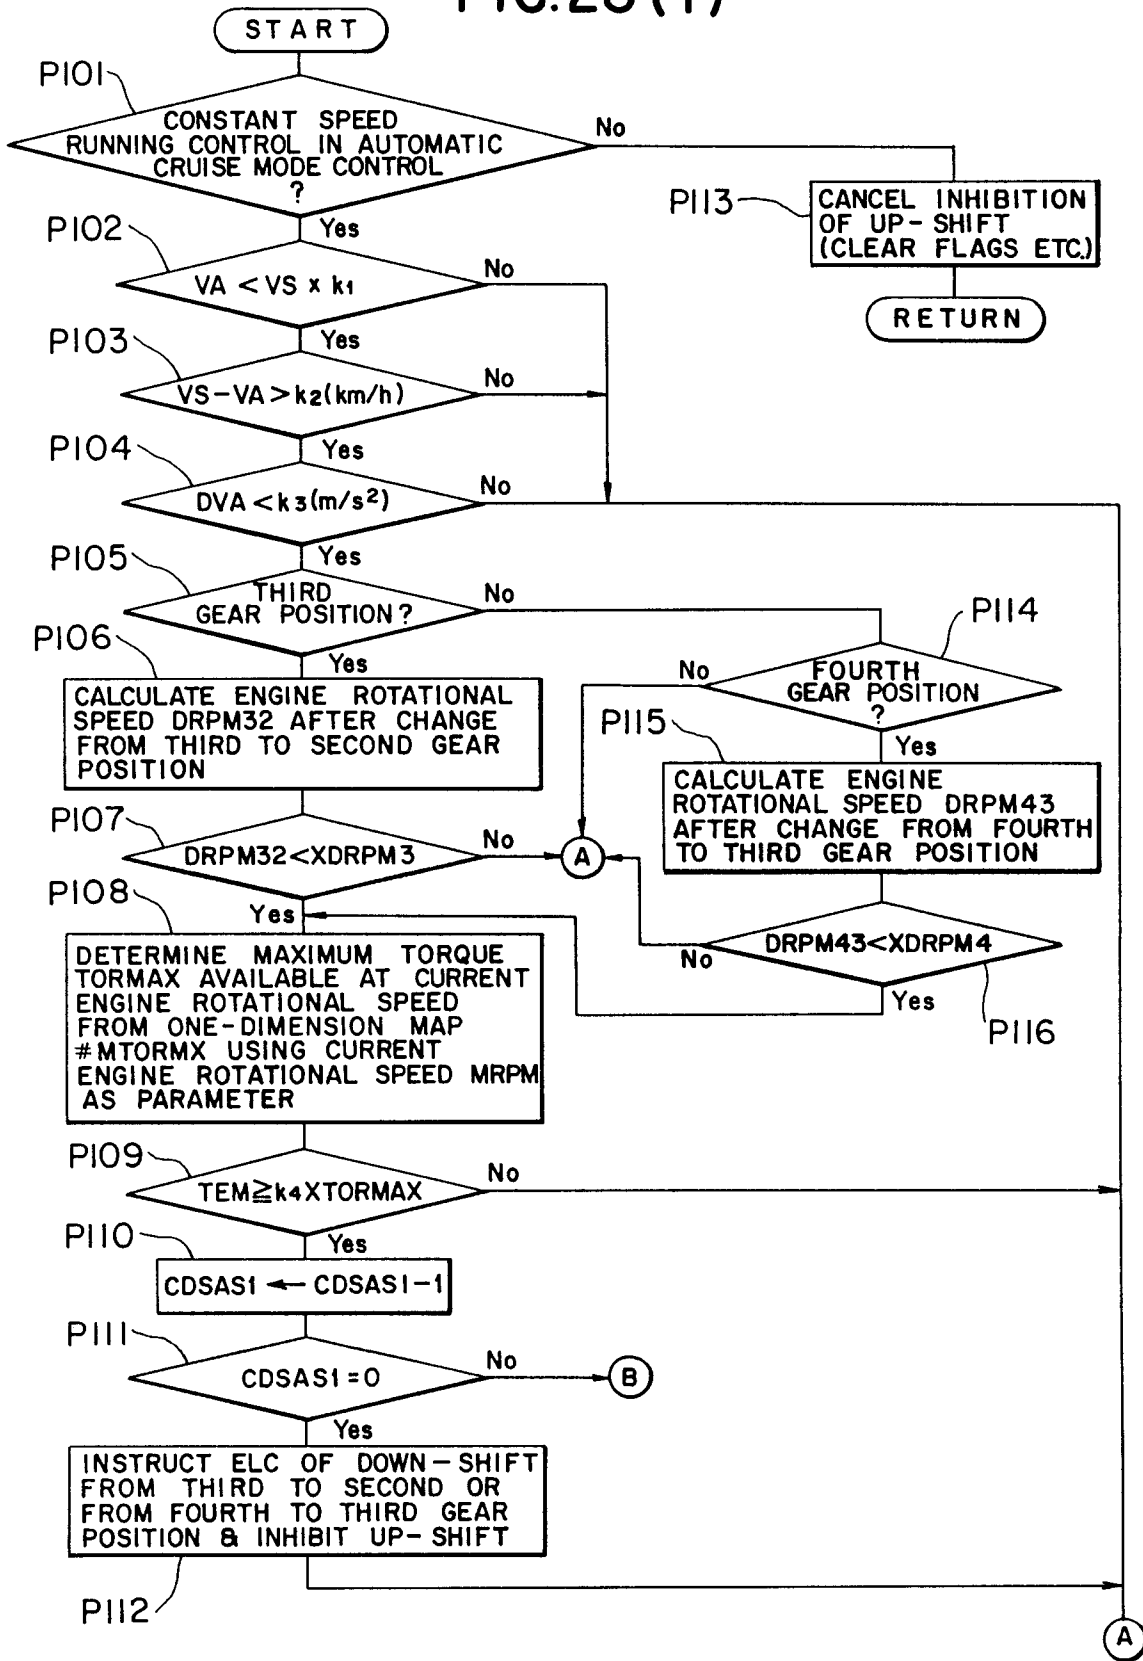 FIG. 28 (1)
START
P101
CONSTANT SPEED
RUNNING CONTROL IN AUTOMATIC
CRUISE MODE CONTROL
?
No
Yes
P113
CANCEL INHIBITION
OF UP-SHIFT
(CLEAR FLAGS ETC.)
RETURN
P102
VA < VS x k1
No
Yes
P103
VS-VA > k2 (km/h)
No
Yes
P104
DVA < k3 (m/s²)
No
Yes
P105
THIRD
GEAR POSITION?
No
Yes
P114
FOURTH
GEAR POSITION
?
No
Yes
P106
CALCULATE ENGINE ROTATIONAL
SPEED DRPM32 AFTER CHANGE
FROM THIRD TO SECOND GEAR
POSITION
P115
CALCULATE ENGINE
ROTATIONAL SPEED DRPM43
AFTER CHANGE FROM FOURTH
TO THIRD GEAR POSITION
P107
DRPM32<XDRPM3
No
A
Yes
DRPM43<XDRPM4
No
Yes
P116
P108
DETERMINE MAXIMUM TORQUE
TORMAX AVAILABLE AT CURRENT
ENGINE ROTATIONAL SPEED
FROM ONE-DIMENSION MAP
#MTORMX USING CURRENT
ENGINE ROTATIONAL SPEED MRPM
AS PARAMETER
P109
TEM≧k4XTORMAX
No
Yes
P110
CDSAS1 ← CDSAS1-1
P111
CDSAS1=0
No
B
Yes
INSTRUCT ELC OF DOWN-SHIFT
FROM THIRD TO SECOND OR
FROM FOURTH TO THIRD GEAR
POSITION & INHIBIT UP-SHIFT
P112
A